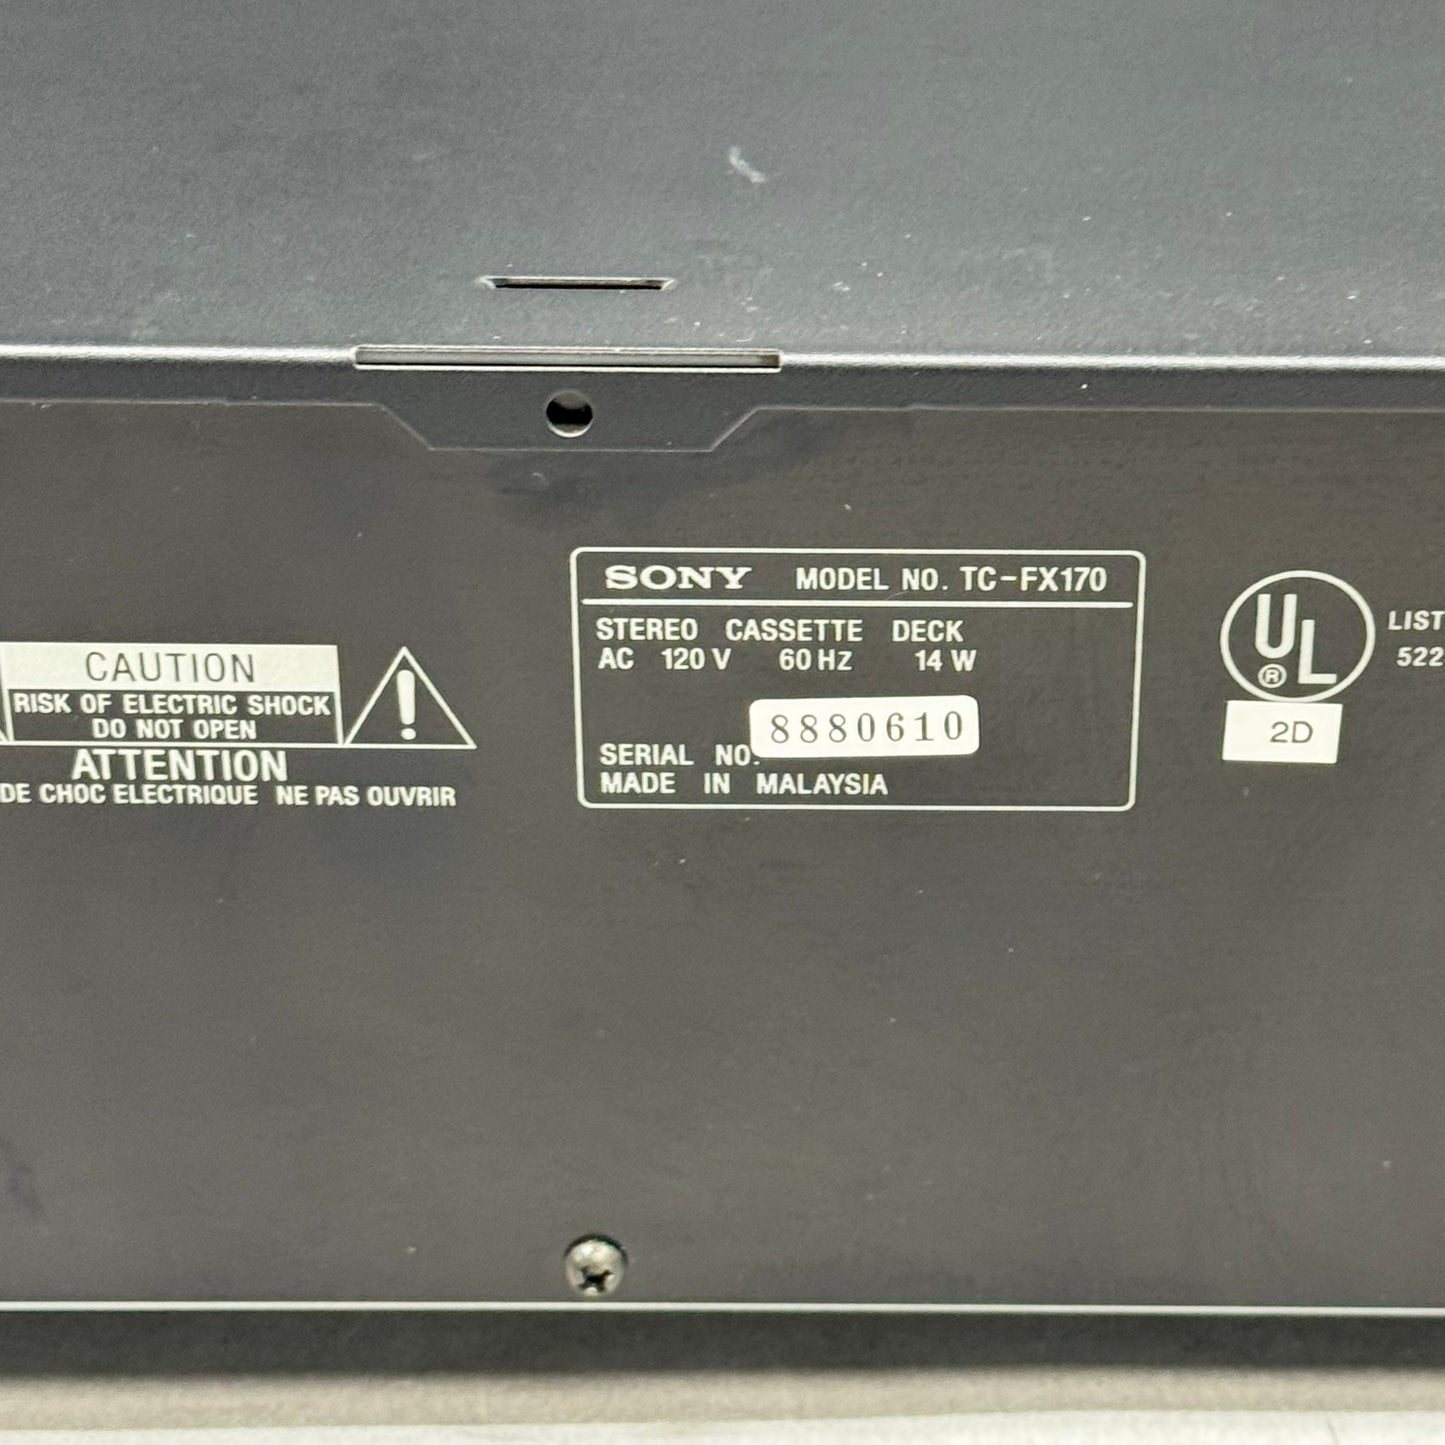 CAUTION
RISK OF ELECTRIC SHOCK
DO NOT OPEN
ATTENTION
DE CHOC ELECTRIQUE NE PAS OUVRIR
SONY MODEL NO. TC-FX170
STEREO CASSETTE DECK
AC 120 V 60 HZ 14 W
SERIAL NO. 8880610
MADE IN MALAYSIA
UL ®
LIST
522
2D